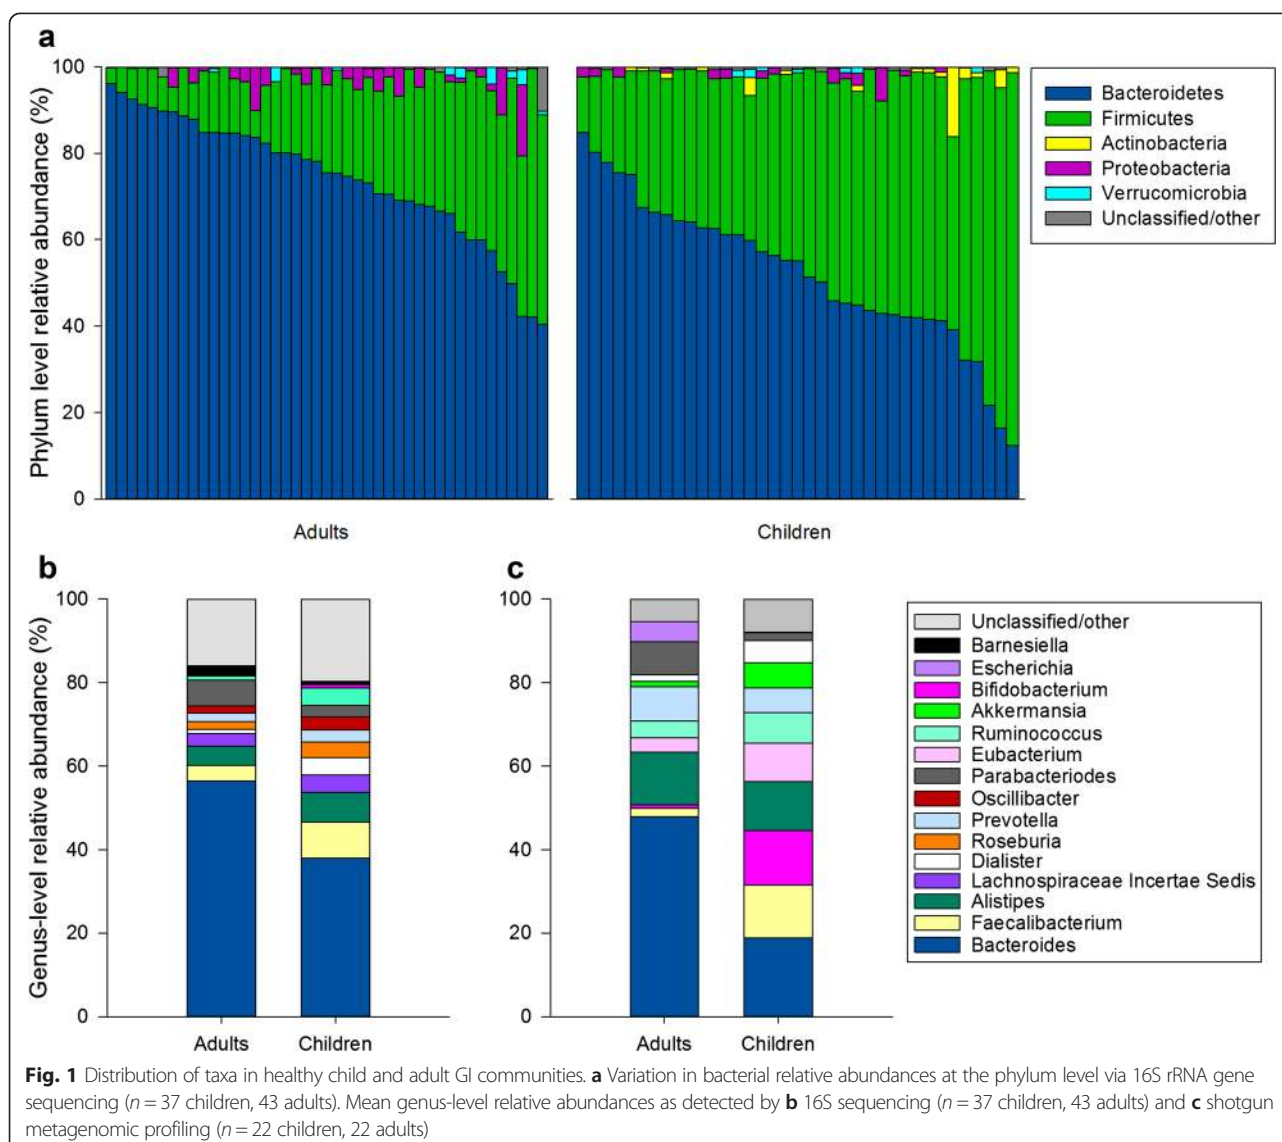 a
Phylum level relative abundance (%)
100
80
60
40
20
0
Adults
Children
Bacteroidetes
Firmicutes
Actinobacteria
Proteobacteria
Verrucomicrobia
Unclassified/other
b
Genus-level relative abundance (%)
100
80
60
40
20
0
Adults
Children
c
100
80
60
40
20
0
Adults
Children
Unclassified/other
Barnesiella
Escherichia
Bifidobacterium
Akkermansia
Ruminococcus
Eubacterium
Parabacteriodes
Oscillibacter
Prevotella
Roseburia
Dialister
Lachnospiraceae Incertae Sedis
Alistipes
Faecalibacterium
Bacteroides
Fig. 1 Distribution of taxa in healthy child and adult GI communities. a Variation in bacterial relative abundances at the phylum level via 16S rRNA gene
sequencing (n = 37 children, 43 adults). Mean genus-level relative abundances as detected by b 16S sequencing (n = 37 children, 43 adults) and c shotgun
metagenomic profiling (n = 22 children, 22 adults)